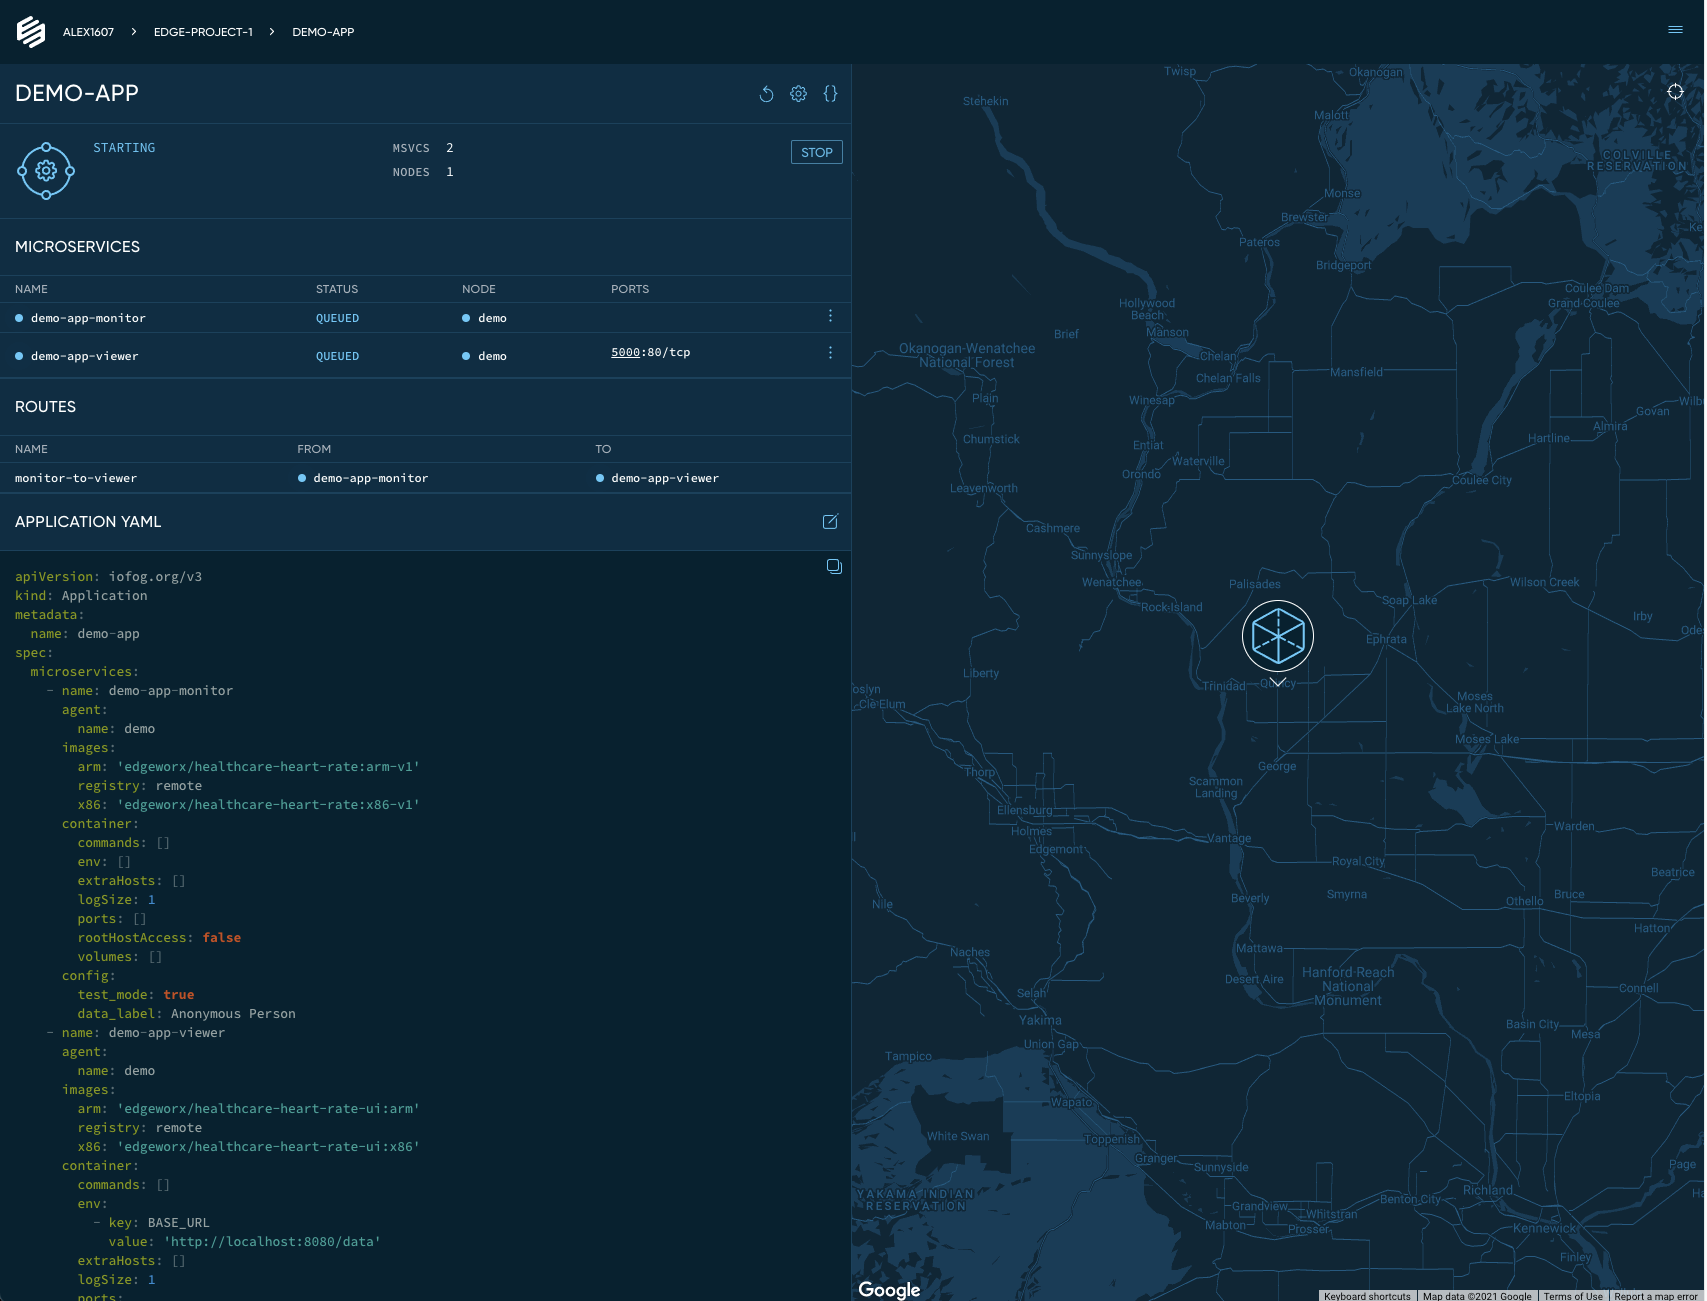 ALEX1607 > EDGE-PROJECT-1 > DEMO-APP
DEMO-APP
STARTING
MSVCS 2
NODES 1
STOP
MICROSERVICES
NAME STATUS NODE PORTS
demo-app-monitor QUEUED demo
demo-app-viewer QUEUED demo 5000:80/tcp
ROUTES
NAME FROM TO
monitor-to-viewer demo-app-monitor demo-app-viewer
APPLICATION YAML
apiVersion: iofog.org/v3
kind: Application
metadata:
name: demo-app
spec:
microservices:
- name: demo-app-monitor
agent:
name: demo
images:
arm: 'edgeworx/healthcare-heart-rate:arm-v1'
registry: remote
x86: 'edgeworx/healthcare-heart-rate:x86-v1'
container:
commands: []
env: []
extraHosts: []
logSize: 1
ports: []
rootHostAccess: false
volumes: []
config:
test_mode: true
data_label: Anonymous Person
- name: demo-app-viewer
agent:
name: demo
images:
arm: 'edgeworx/healthcare-heart-rate-ui:arm'
registry: remote
x86: 'edgeworx/healthcare-heart-rate-ui:x86'
container:
commands: []
env:
- key: BASE_URL
value: 'http://localhost:8080/data'
extraHosts: []
logSize: 1
ports:
Twisp
Okanogan
Stehekin
Malott
COLVILLE
RESERVATION
Monse
Brewster
Pateros
Bridgeport
Coulee Dam
Grand Coulee
Hollywood
Beach
Manson
Brief
Okanogan-Wenatchee
National Forest
Chelan
Chelan Falls
Mansfield
Plain
Winesap
Govan
Almira
Hartline
Chumstick
Entiat
Waterville
Orondo
Coulee City
Leavenworth
Cashmere
Sunnyslope
Wenatchee
Palisades
Wilson Creek
Rock Island
Soap Lake
Irby
Ephrata
Liberty
Trinidad
Quincy
Cle Elum
Moses
Lake North
Moses Lake
George
Thorp
Scammon
Landing
Ellensburg
Holmes
Edgemont
Vantage
Warden
Royal City
Beatrice
Smyrna
Bruce
Othello
Beverly
Nile
Hatton
Mattawa
Naches
Desert Aire
Hanford Reach
National
Monument
Connell
Selah
Yakima
Basin City
Mesa
Union Gap
Tampico
Eltopia
Wapato
White Swan
Toppenish
Granger
Sunnyside
Page
YAKAMA INDIAN
RESERVATION
Richland
Benton City
Grandview
Whitstran
Mabton
Prosser
Kennewick
Finley
Google
Keyboard shortcuts
Map data ©2021 Google
Terms of Use
Report a map error